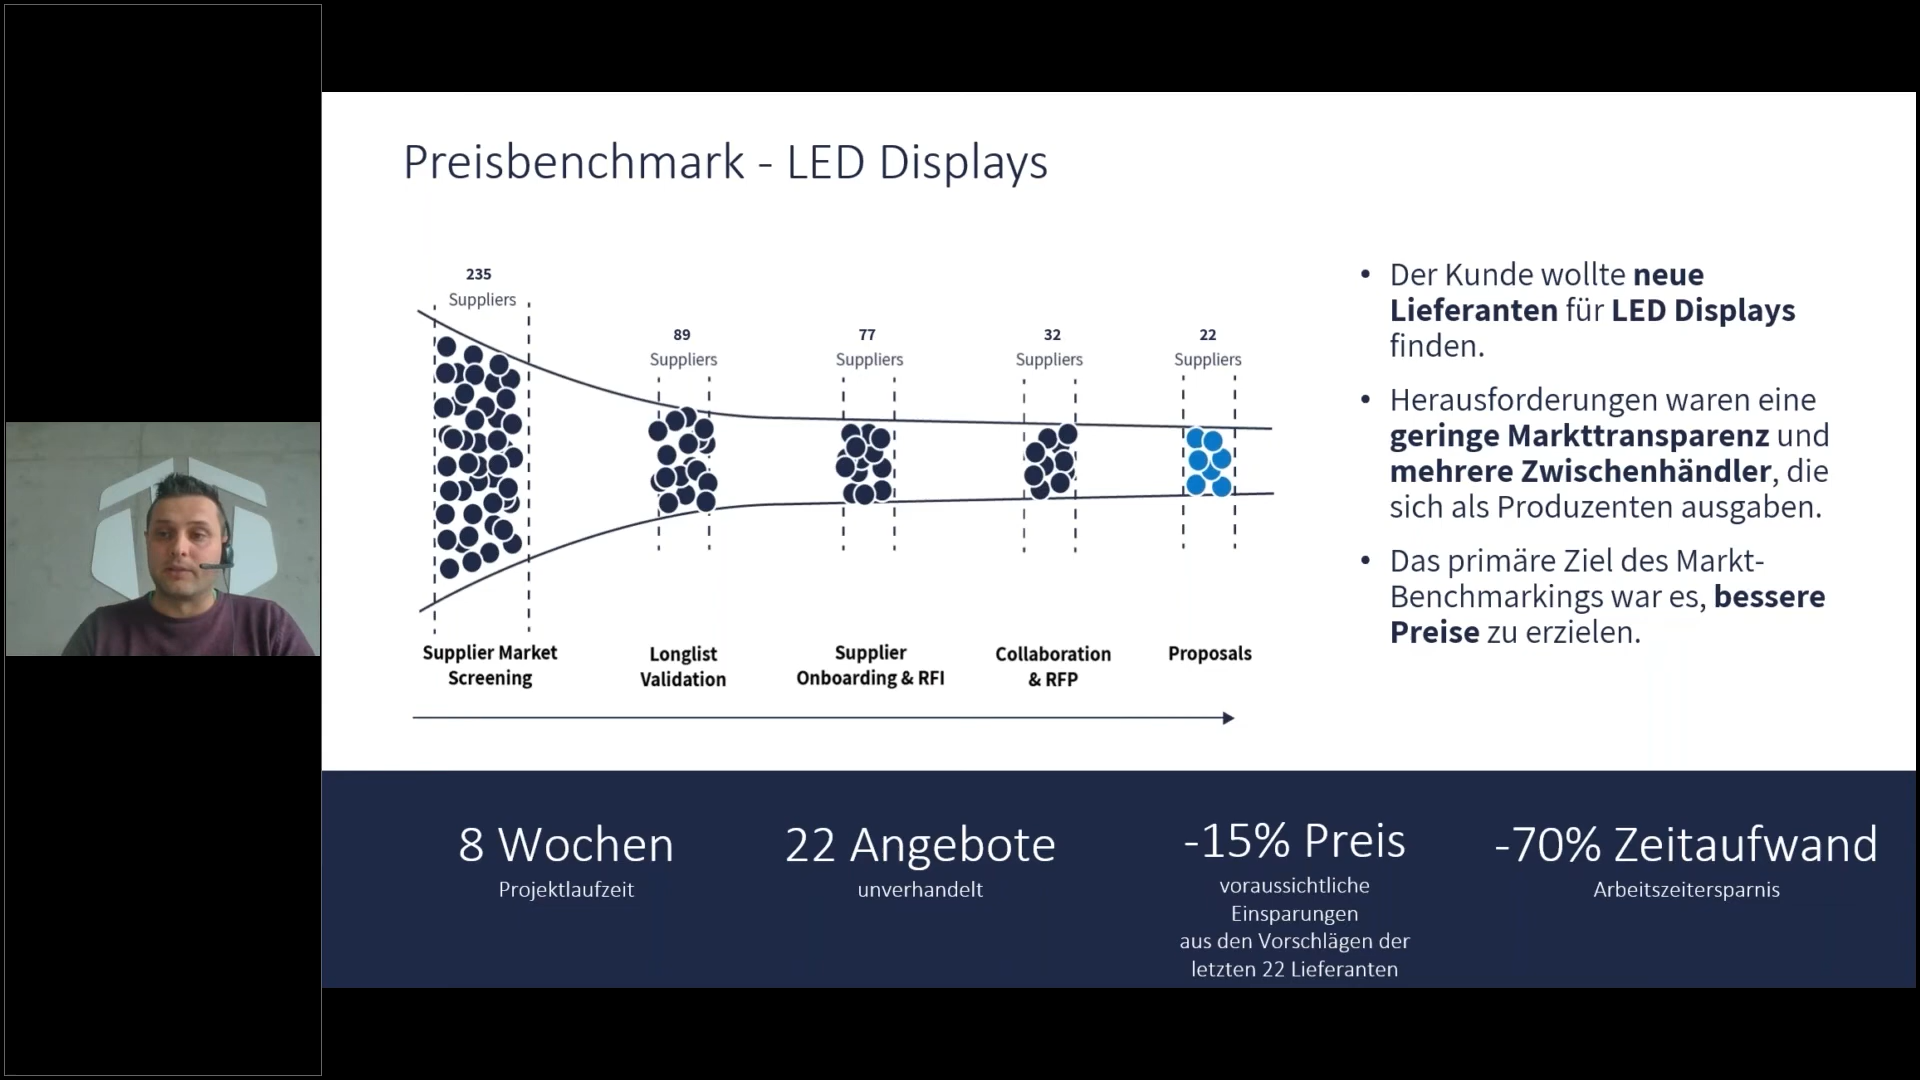 Preisbenchmark - LED Displays
235
Suppliers
89
Suppliers
77
Suppliers
32
Suppliers
22
Suppliers
Supplier Market
Screening
Longlist
Validation
Supplier
Onboarding & RFI
Collaboration
& RFP
Proposals
• Der Kunde wollte neue
Lieferanten für LED Displays
finden.
• Herausforderungen waren eine
geringe Markttransparenz und
mehrere Zwischenhändler, die
sich als Produzenten ausgaben.
• Das primäre Ziel des Markt-
Benchmarkings war es, bessere
Preise zu erzielen.
8 Wochen
Projektlaufzeit
22 Angebote
unverhandelt
-15% Preis
voraussichtliche
Einsparungen
aus den Vorschlägen der
letzten 22 Lieferanten
-70% Zeitaufwand
Arbeitszeitersparnis